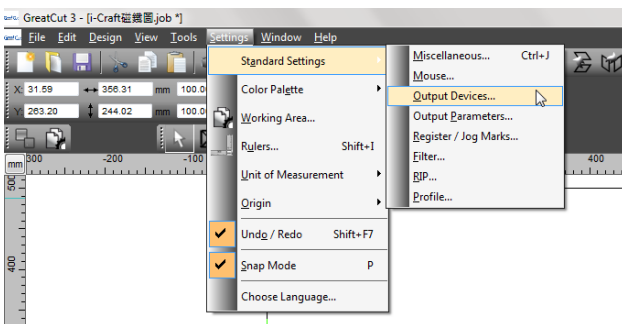 GreatCut 3 - [i-Craft磁鐵圖.job *]
File Edit Design View Tools Settings Window Help
Standard Settings
Color Palette
Working Area...
Rulers... Shift+I
Unit of Measurement
Origin
Undo / Redo Shift+F7
Snap Mode P
Choose Language...
Miscellaneous... Ctrl+J
Mouse...
Output Devices...
Output Parameters...
Register / Jog Marks...
Filter...
RIP...
Profile...
X: 31.59 356.31 mm 100.0
Y: 263.20 244.02 mm 100.0
mm 300 -200 -100 400
500
400